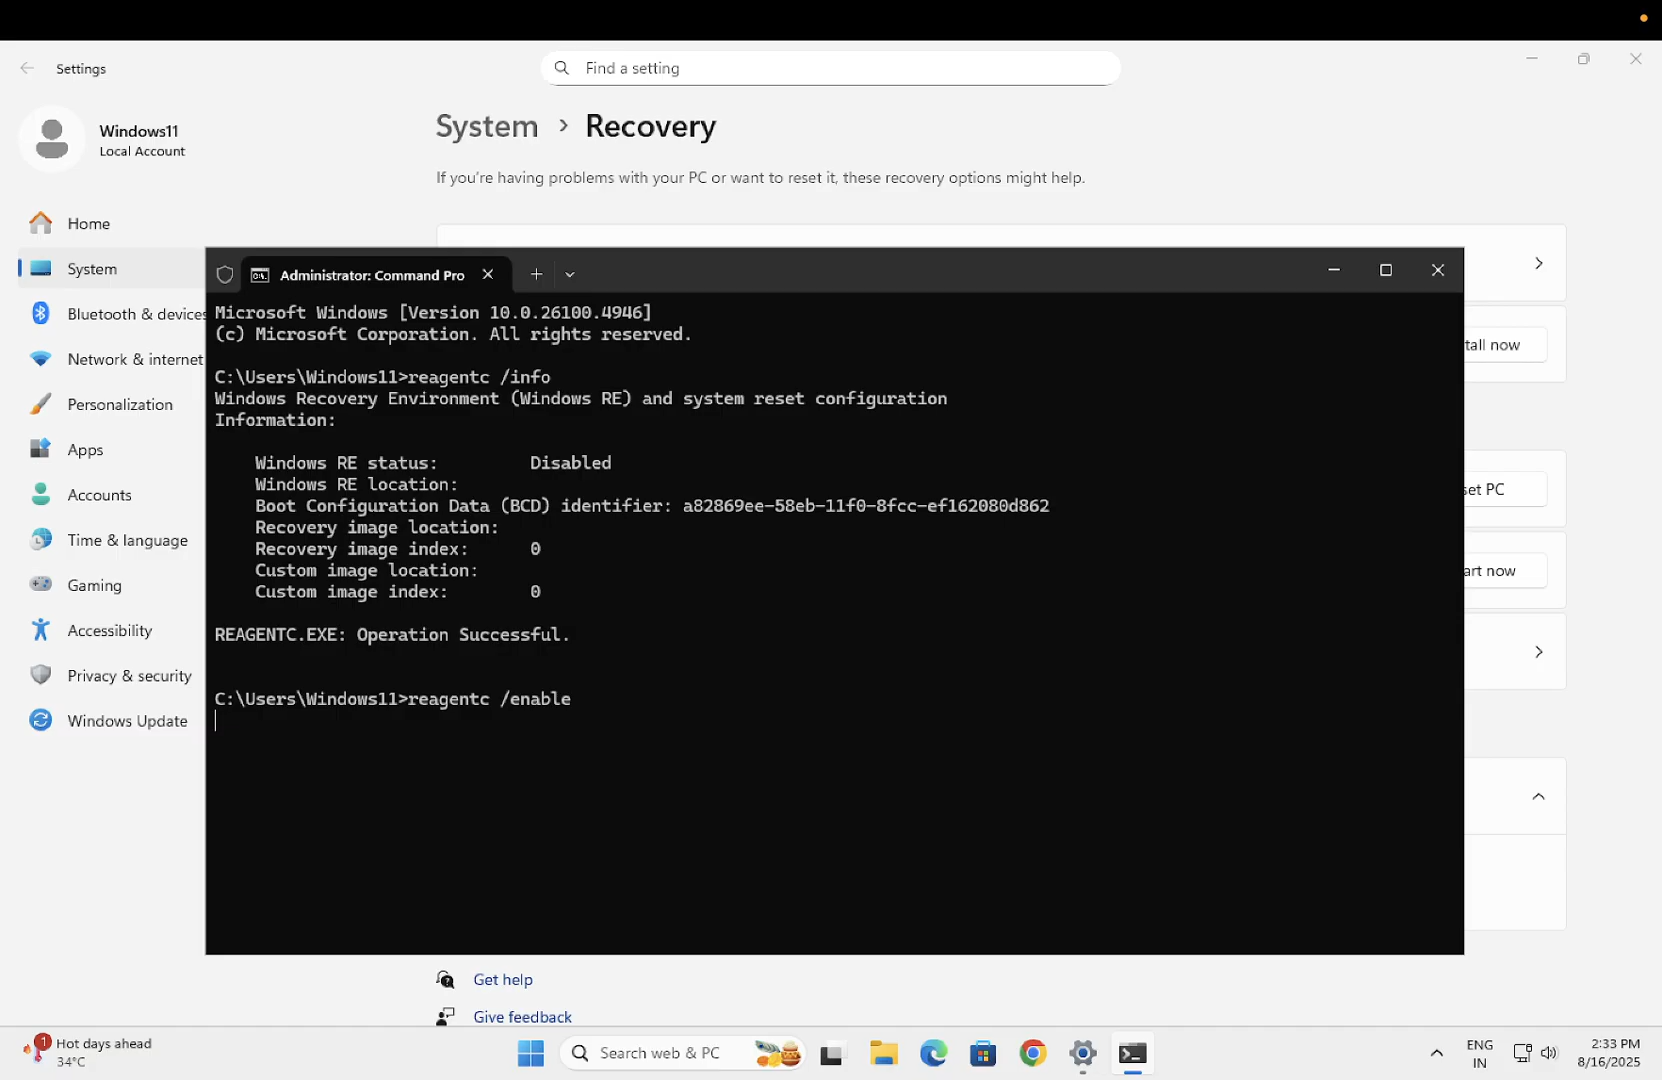 Settings
Find a setting
Windows11
Local Account
System > Recovery
If you're having problems with your PC or want to reset it, these recovery options might help.
Home
System
Bluetooth & devices
Network & internet
Personalization
Apps
Accounts
Time & language
Gaming
Accessibility
Privacy & security
Windows Update
tall now
set PC
art now
Administrator: Command Pro
Microsoft Windows [Version 10.0.26100.4946]
(c) Microsoft Corporation. All rights reserved.
C:\Users\Windows11>reagentc /info
Windows Recovery Environment (Windows RE) and system reset configuration
Information:
Windows RE status: Disabled
Windows RE location:
Boot Configuration Data (BCD) identifier: a82869ee-58eb-11f0-8fcc-ef162080d862
Recovery image location:
Recovery image index: 0
Custom image location:
Custom image index: 0
REAGENTC.EXE: Operation Successful.
C:\Users\Windows11>reagentc /enable
Get help
Give feedback
1
Hot days ahead
34°C
Search web & PC
ENG
IN
2:33 PM
8/16/2025